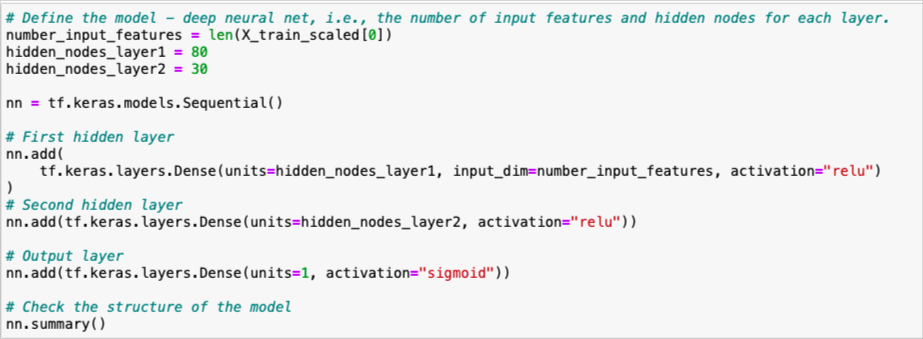 # Define the model – deep neural net, i.e., the number of input features and hidden nodes for each layer.
number_input_features = len(X_train_scaled[0])
hidden_nodes_layer1 = 80
hidden_nodes_layer2 = 30
nn = tf.keras.models.Sequential()
# First hidden layer
nn.add(
    tf.keras.layers.Dense(units=hidden_nodes_layer1, input_dim=number_input_features, activation="relu")
)
# Second hidden layer
nn.add(tf.keras.layers.Dense(units=hidden_nodes_layer2, activation="relu"))
# Output layer
nn.add(tf.keras.layers.Dense(units=1, activation="sigmoid"))
# Check the structure of the model
nn.summary()